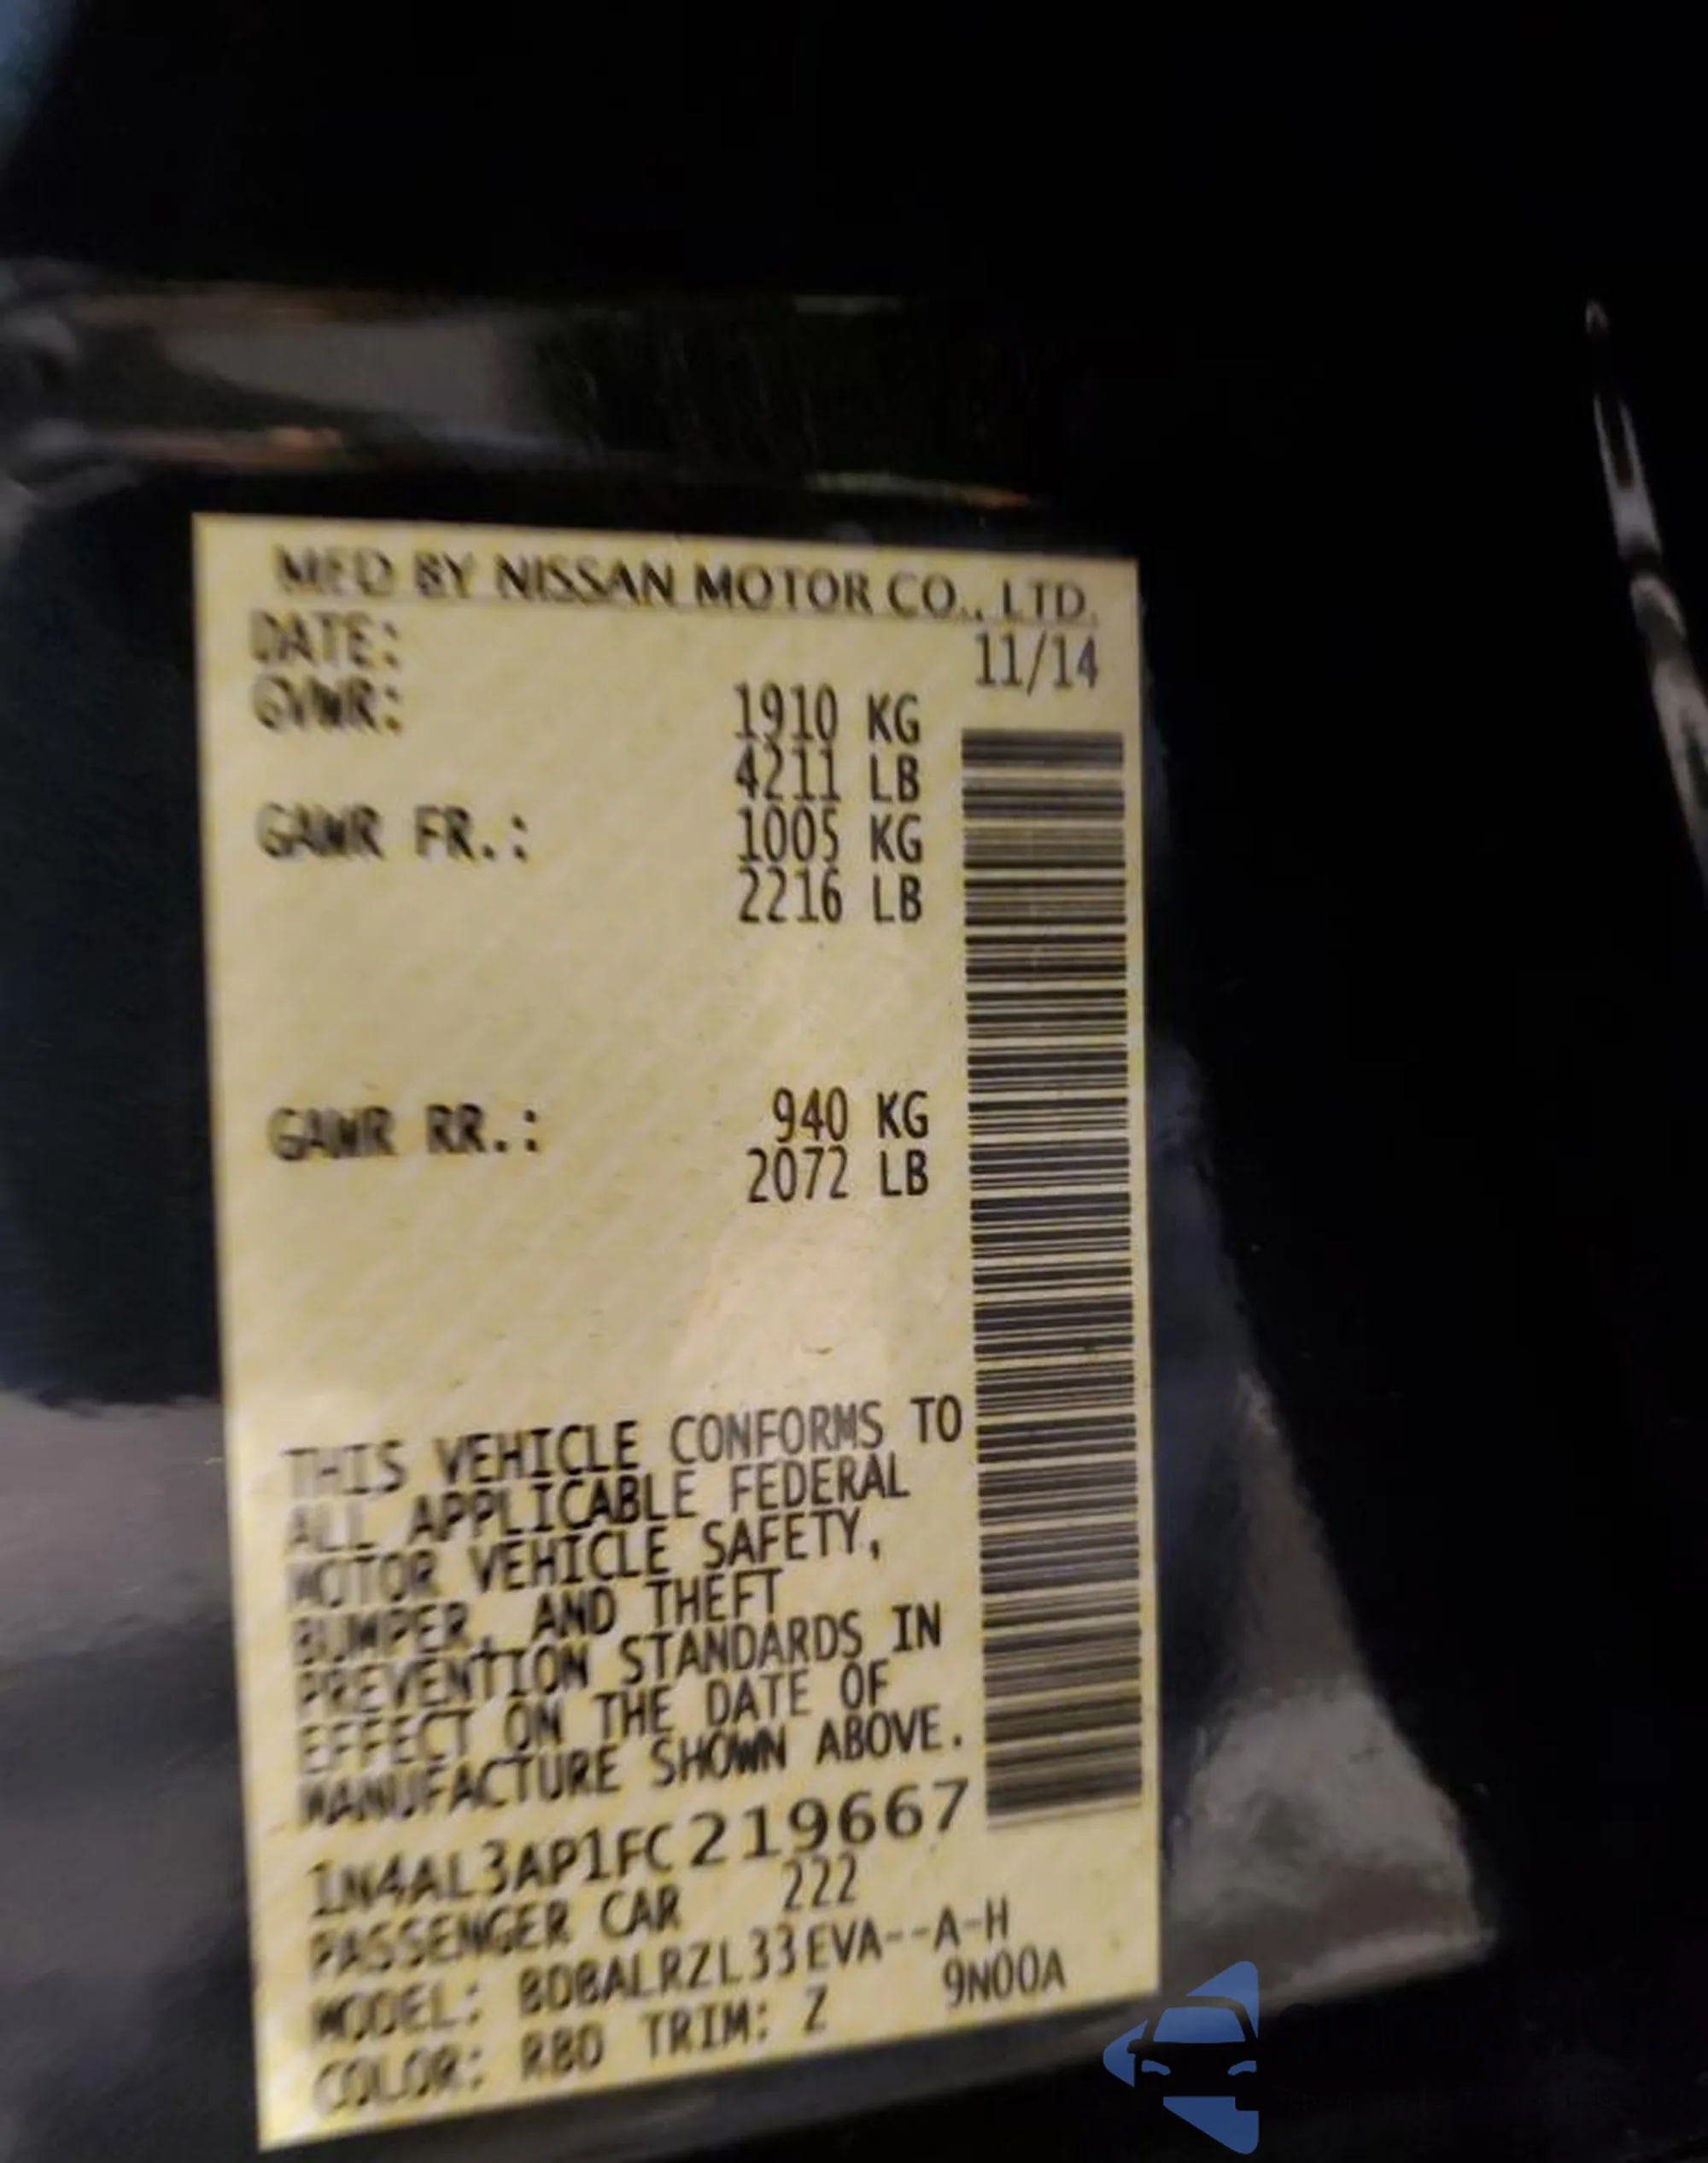 MFD BY NISSAN MOTOR CO., LTD.
DATE: 11/14
GVWR: 1910 KG
4211 LB
GAWR FR.: 1005 KG
2216 LB
GAWR RR.: 940 KG
2072 LB
THIS VEHICLE CONFORMS TO
ALL APPLICABLE FEDERAL
MOTOR VEHICLE SAFETY,
BUMPER, AND THEFT
PREVENTION STANDARDS IN
EFFECT ON THE DATE OF
MANUFACTURE SHOWN ABOVE.
1N4AL3AP1FC219667
PASSENGER CAR 222
MODEL: BDBALRZL33EVA--A-H
COLOR: RBD TRIM: Z 9N00A